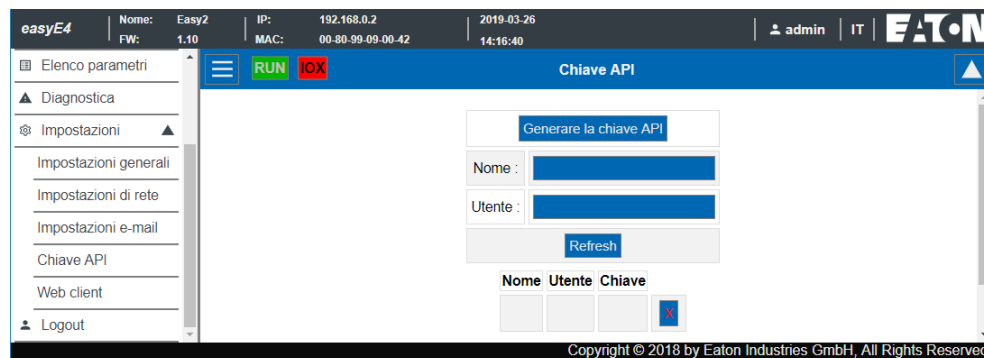 easyE4
Nome: Easy2
FW: 1.10
IP: 192.168.0.2
MAC: 00-80-99-09-00-42
2019-03-26
14:16:40
admin
IT
EATON
Elenco parametri
Diagnostica
Impostazioni
Impostazioni generali
Impostazioni di rete
Impostazioni e-mail
Chiave API
Web client
Logout
RUN
IOX
Chiave API
Generare la chiave API
Nome :
Utente :
Refresh
Nome Utente Chiave
X
Copyright © 2018 by Eaton Industries GmbH, All Rights Reserved